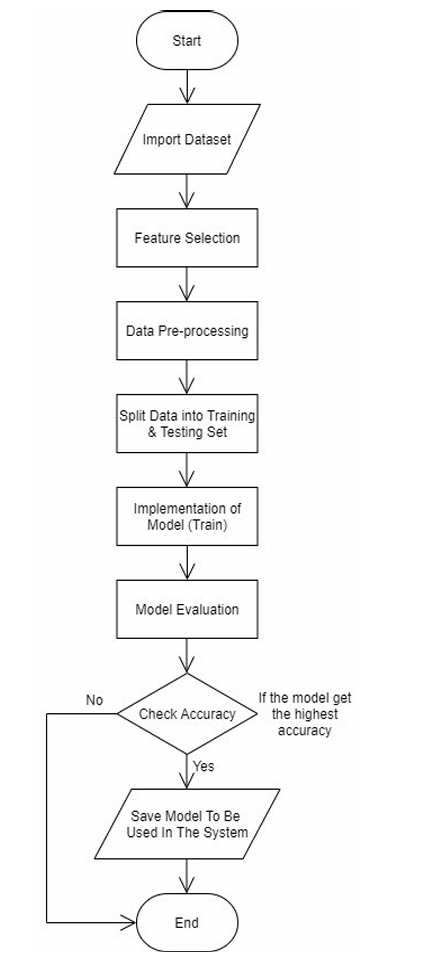 Start
Import Dataset
Feature Selection
Data Pre-processing
Split Data into Training
& Testing Set
Implementation of
Model (Train)
Model Evaluation
No
Check Accuracy
If the model get
the highest
accuracy
Yes
Save Model To Be
Used In The System
End